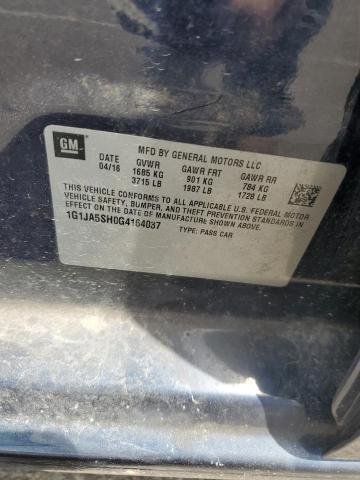 GM
MFD BY GENERAL MOTORS LLC
DATE GVWR GAWR FRT GAWR RR
04/16 1685 KG 901 KG 784 KG
3715 LB 1987 LB 1728 LB
THIS VEHICLE CONFORMS TO ALL APPLICABLE U.S. FEDERAL MOTOR
VEHICLE SAFETY, BUMPER, AND THEFT PREVENTION STANDARDS
IN EFFECT ON THE DATE OF MANUFACTURE SHOWN ABOVE.
1G1JA5SH0G4164037 TYPE: PASS CAR